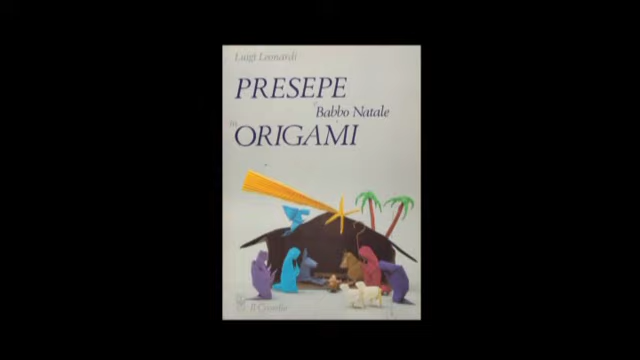 Luigi Leonardi
PRESEPE
e
Babbo Natale
in
ORIGAMI
Il Castello